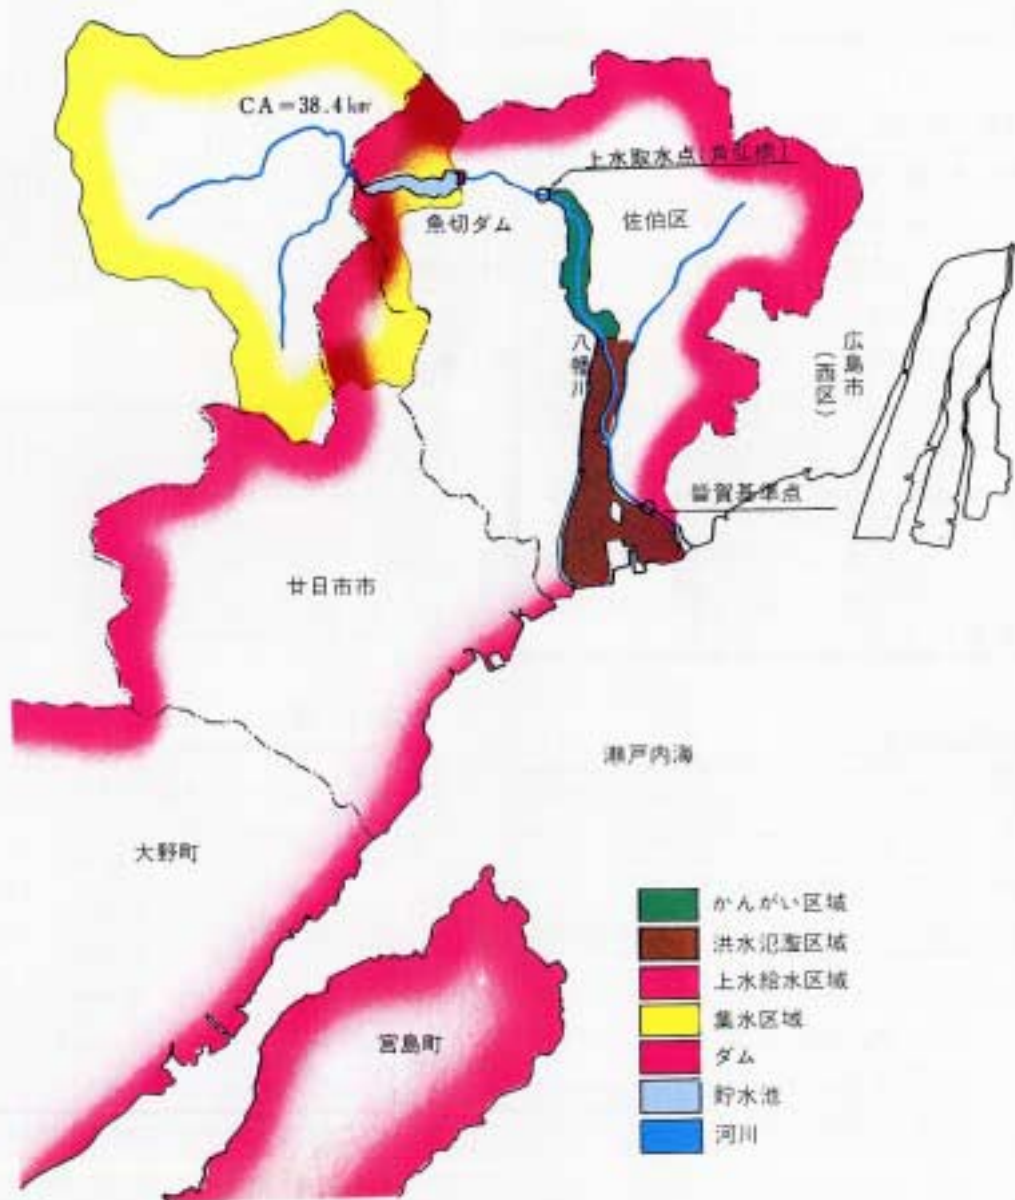 CA=38.4km²
上水取水点
魚切ダム
佐伯区
八幡川
広島市
(西区)
皆賀基準点
廿日市市
瀬戸内海
大野町
宮島町
かんがい区域
洪水氾濫区域
上水給水区域
集水区域
ダム
貯水池
河川